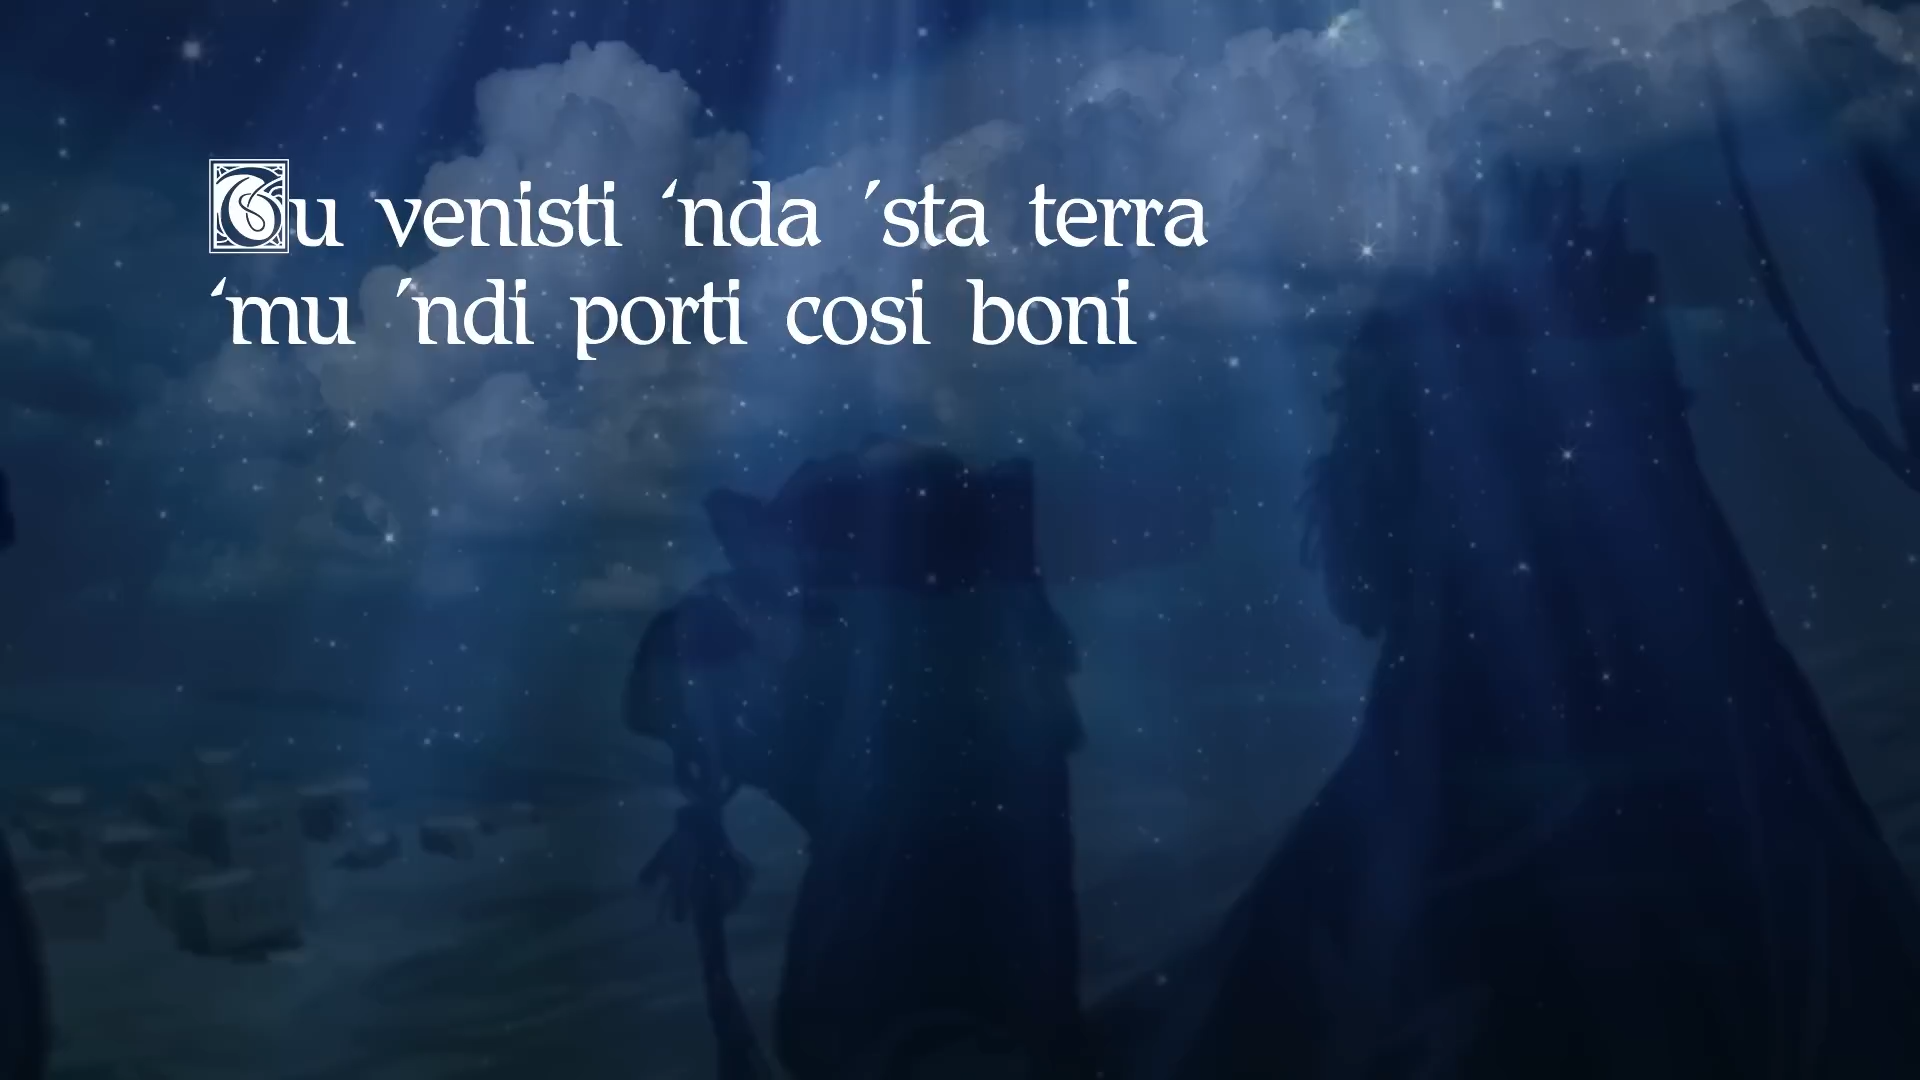 Tu venisti ‘nda ’sta terra
‘mu ’ndi porti cosi boni